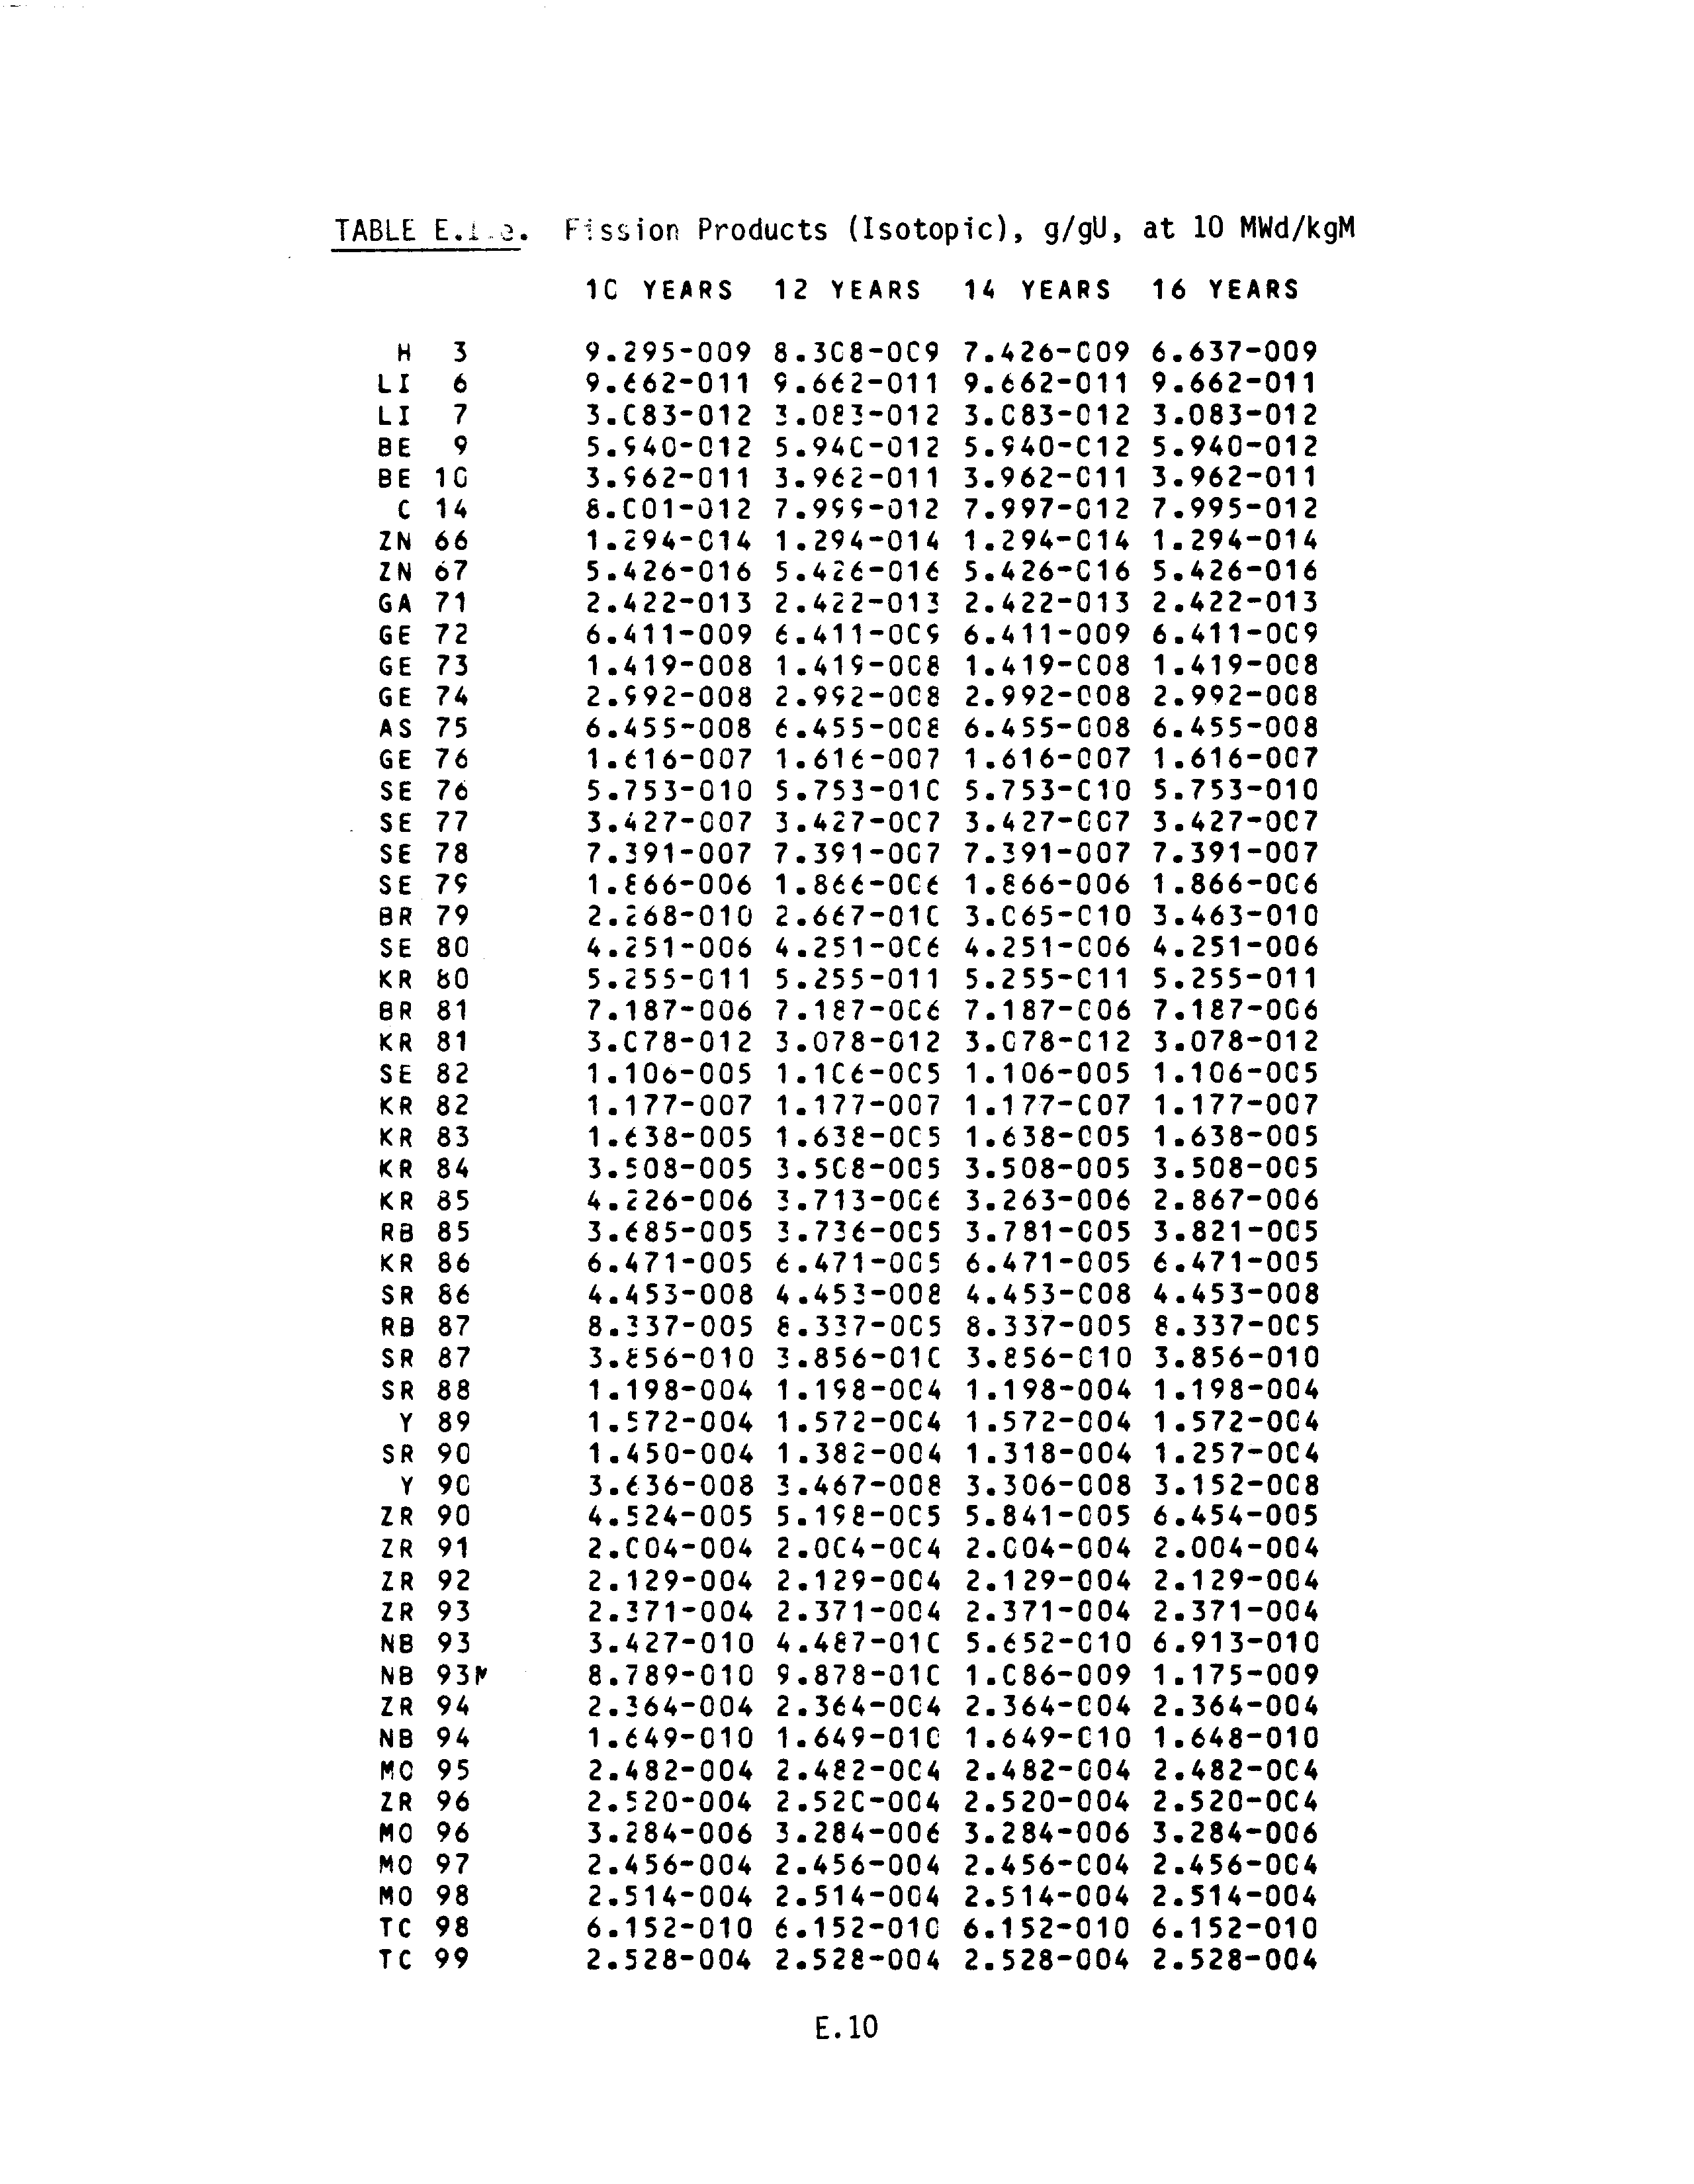 TABLE E.1.e. Fission Products (Isotopic), g/gU, at 10 MWd/kgM
10 YEARS 12 YEARS 14 YEARS 16 YEARS
H 3 9.295-009 8.308-009 7.426-009 6.637-009
LI 6 9.662-011 9.662-011 9.662-011 9.662-011
LI 7 3.083-012 3.083-012 3.083-012 3.083-012
BE 9 5.940-012 5.940-012 5.940-012 5.940-012
BE 10 3.962-011 3.962-011 3.962-011 3.962-011
C 14 8.001-012 7.999-012 7.997-012 7.995-012
ZN 66 1.294-014 1.294-014 1.294-014 1.294-014
ZN 67 5.426-016 5.426-016 5.426-016 5.426-016
GA 71 2.422-013 2.422-013 2.422-013 2.422-013
GE 72 6.411-009 6.411-009 6.411-009 6.411-009
GE 73 1.419-008 1.419-008 1.419-008 1.419-008
GE 74 2.992-008 2.992-008 2.992-008 2.992-008
AS 75 6.455-008 6.455-008 6.455-008 6.455-008
GE 76 1.616-007 1.616-007 1.616-007 1.616-007
SE 76 5.753-010 5.753-010 5.753-010 5.753-010
SE 77 3.427-007 3.427-007 3.427-007 3.427-007
SE 78 7.391-007 7.391-007 7.391-007 7.391-007
SE 79 1.866-006 1.866-006 1.866-006 1.866-006
BR 79 2.268-010 2.667-010 3.065-010 3.463-010
SE 80 4.251-006 4.251-006 4.251-006 4.251-006
KR 80 5.255-011 5.255-011 5.255-011 5.255-011
BR 81 7.187-006 7.187-006 7.187-006 7.187-006
KR 81 3.078-012 3.078-012 3.078-012 3.078-012
SE 82 1.106-005 1.106-005 1.106-005 1.106-005
KR 82 1.177-007 1.177-007 1.177-007 1.177-007
KR 83 1.638-005 1.638-005 1.638-005 1.638-005
KR 84 3.508-005 3.508-005 3.508-005 3.508-005
KR 85 4.226-006 3.713-006 3.263-006 2.867-006
RB 85 3.685-005 3.736-005 3.781-005 3.821-005
KR 86 6.471-005 6.471-005 6.471-005 6.471-005
SR 86 4.453-008 4.453-008 4.453-008 4.453-008
RB 87 8.337-005 8.337-005 8.337-005 8.337-005
SR 87 3.856-010 3.856-010 3.856-010 3.856-010
SR 88 1.198-004 1.198-004 1.198-004 1.198-004
Y 89 1.572-004 1.572-004 1.572-004 1.572-004
SR 90 1.450-004 1.382-004 1.318-004 1.257-004
Y 90 3.636-008 3.467-008 3.306-008 3.152-008
ZR 90 4.524-005 5.198-005 5.841-005 6.454-005
ZR 91 2.004-004 2.004-004 2.004-004 2.004-004
ZR 92 2.129-004 2.129-004 2.129-004 2.129-004
ZR 93 2.371-004 2.371-004 2.371-004 2.371-004
NB 93 3.427-010 4.487-010 5.652-010 6.913-010
NB 93M 8.789-010 9.878-010 1.086-009 1.175-009
ZR 94 2.364-004 2.364-004 2.364-004 2.364-004
NB 94 1.649-010 1.649-010 1.649-010 1.648-010
MO 95 2.482-004 2.482-004 2.482-004 2.482-004
ZR 96 2.520-004 2.520-004 2.520-004 2.520-004
MO 96 3.284-006 3.284-006 3.284-006 3.284-006
MO 97 2.456-004 2.456-004 2.456-004 2.456-004
MO 98 2.514-004 2.514-004 2.514-004 2.514-004
TC 98 6.152-010 6.152-010 6.152-010 6.152-010
TC 99 2.528-004 2.528-004 2.528-004 2.528-004
E.10